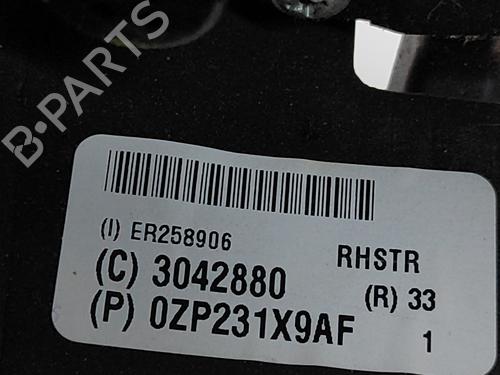 B-PARTS
(I) ER258906
RHSTR
(C) 3042880
(R) 33
(P) 0ZP231X9AF
1